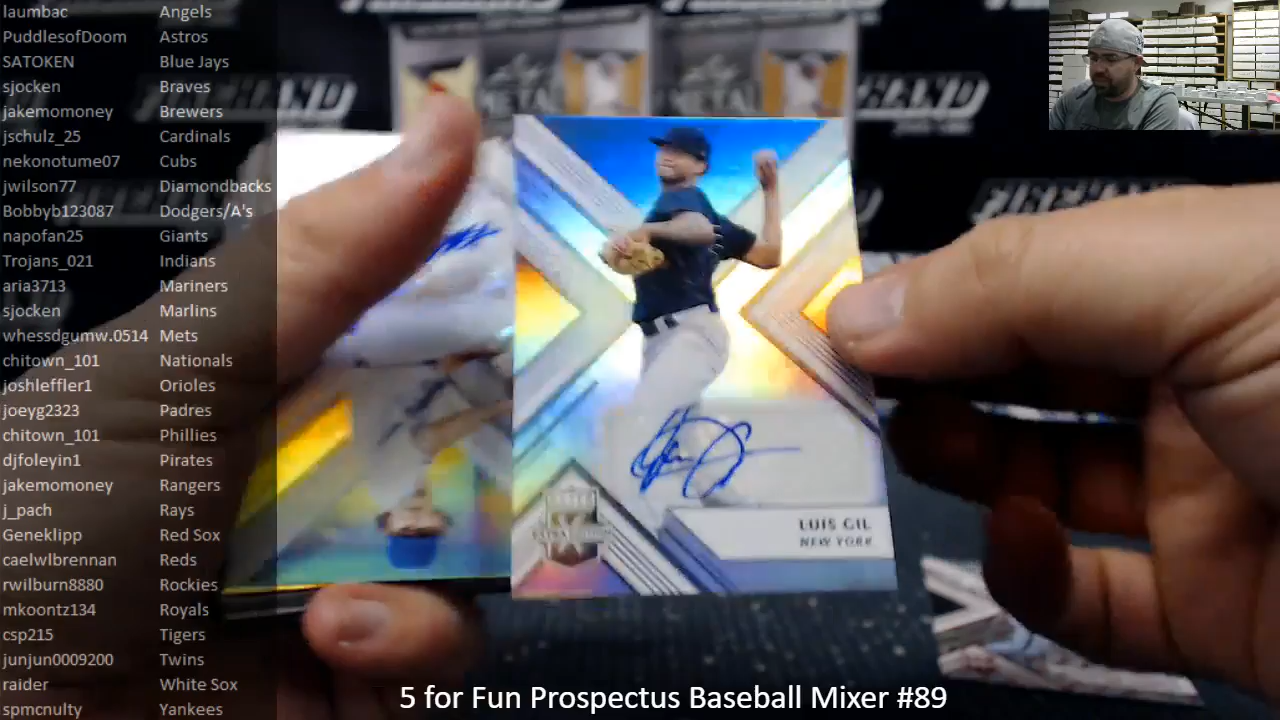 laumbac Angels
PuddlesofDoom Astros
SATOKEN Blue Jays
sjocken Braves
jakemomoney Brewers
jschulz_25 Cardinals
nekonotume07 Cubs
jwilson77 Diamondbacks
Bobbyb123087 Dodgers/A's
napofan25 Giants
Trojans_021 Indians
aria3713 Mariners
sjocken Marlins
whessdgumw.0514 Mets
chitown_101 Nationals
joshleffler1 Orioles
joeyg2323 Padres
chitown_101 Phillies
djfoleyin1 Pirates
jakemomoney Rangers
j_pach Rays
Geneklipp Red Sox
caelwlbrennan Reds
rwilburn8880 Rockies
mkoontz134 Royals
csp215 Tigers
junjun0009200 Twins
raider White Sox
spmcnulty Yankees
METAL
LUIS GIL
NEW YORK
ELITE
5 for Fun Prospectus Baseball Mixer #89